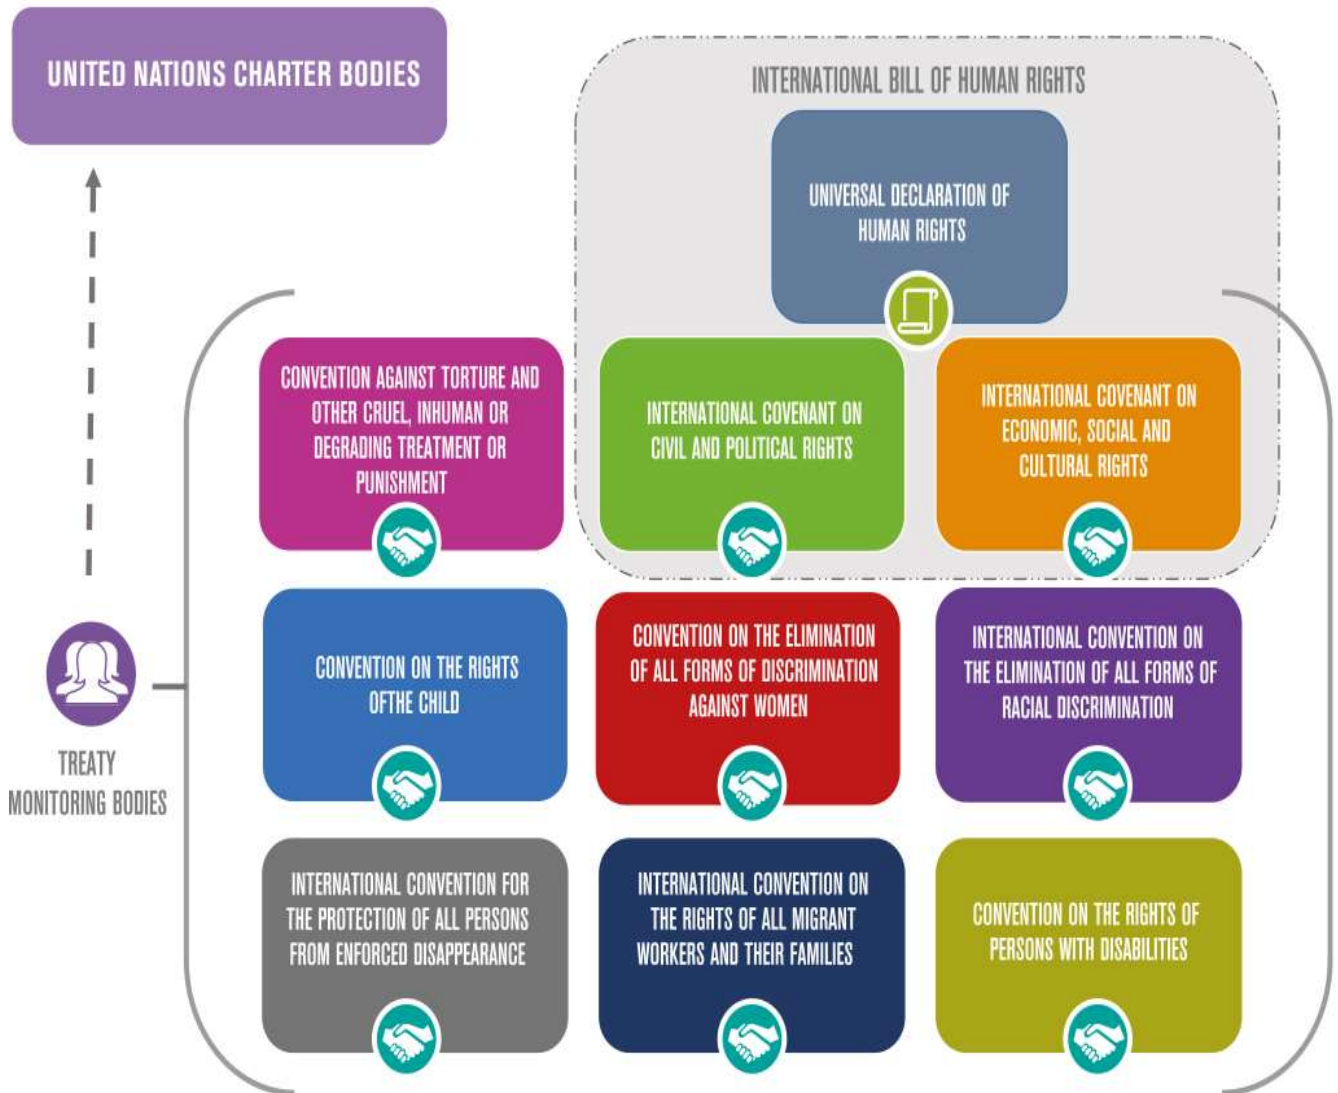 UNITED NATIONS CHARTER BODIES
INTERNATIONAL BILL OF HUMAN RIGHTS
UNIVERSAL DECLARATION OF
HUMAN RIGHTS
CONVENTION AGAINST TORTURE AND
OTHER CRUEL, INHUMAN OR
DEGRADING TREATMENT OR
PUNISHMENT
INTERNATIONAL COVENANT ON
CIVIL AND POLITICAL RIGHTS
INTERNATIONAL COVENANT ON
ECONOMIC, SOCIAL AND
CULTURAL RIGHTS
CONVENTION ON THE RIGHTS
OFTHE CHILD
CONVENTION ON THE ELIMINATION
OF ALL FORMS OF DISCRIMINATION
AGAINST WOMEN
INTERNATIONAL CONVENTION ON
THE ELIMINATION OF ALL FORMS OF
RACIAL DISCRIMINATION
TREATY
MONITORING BODIES
INTERNATIONAL CONVENTION FOR
THE PROTECTION OF ALL PERSONS
FROM ENFORCED DISAPPEARANCE
INTERNATIONAL CONVENTION ON
THE RIGHTS OF ALL MIGRANT
WORKERS AND THEIR FAMILIES
CONVENTION ON THE RIGHTS OF
PERSONS WITH DISABILITIES